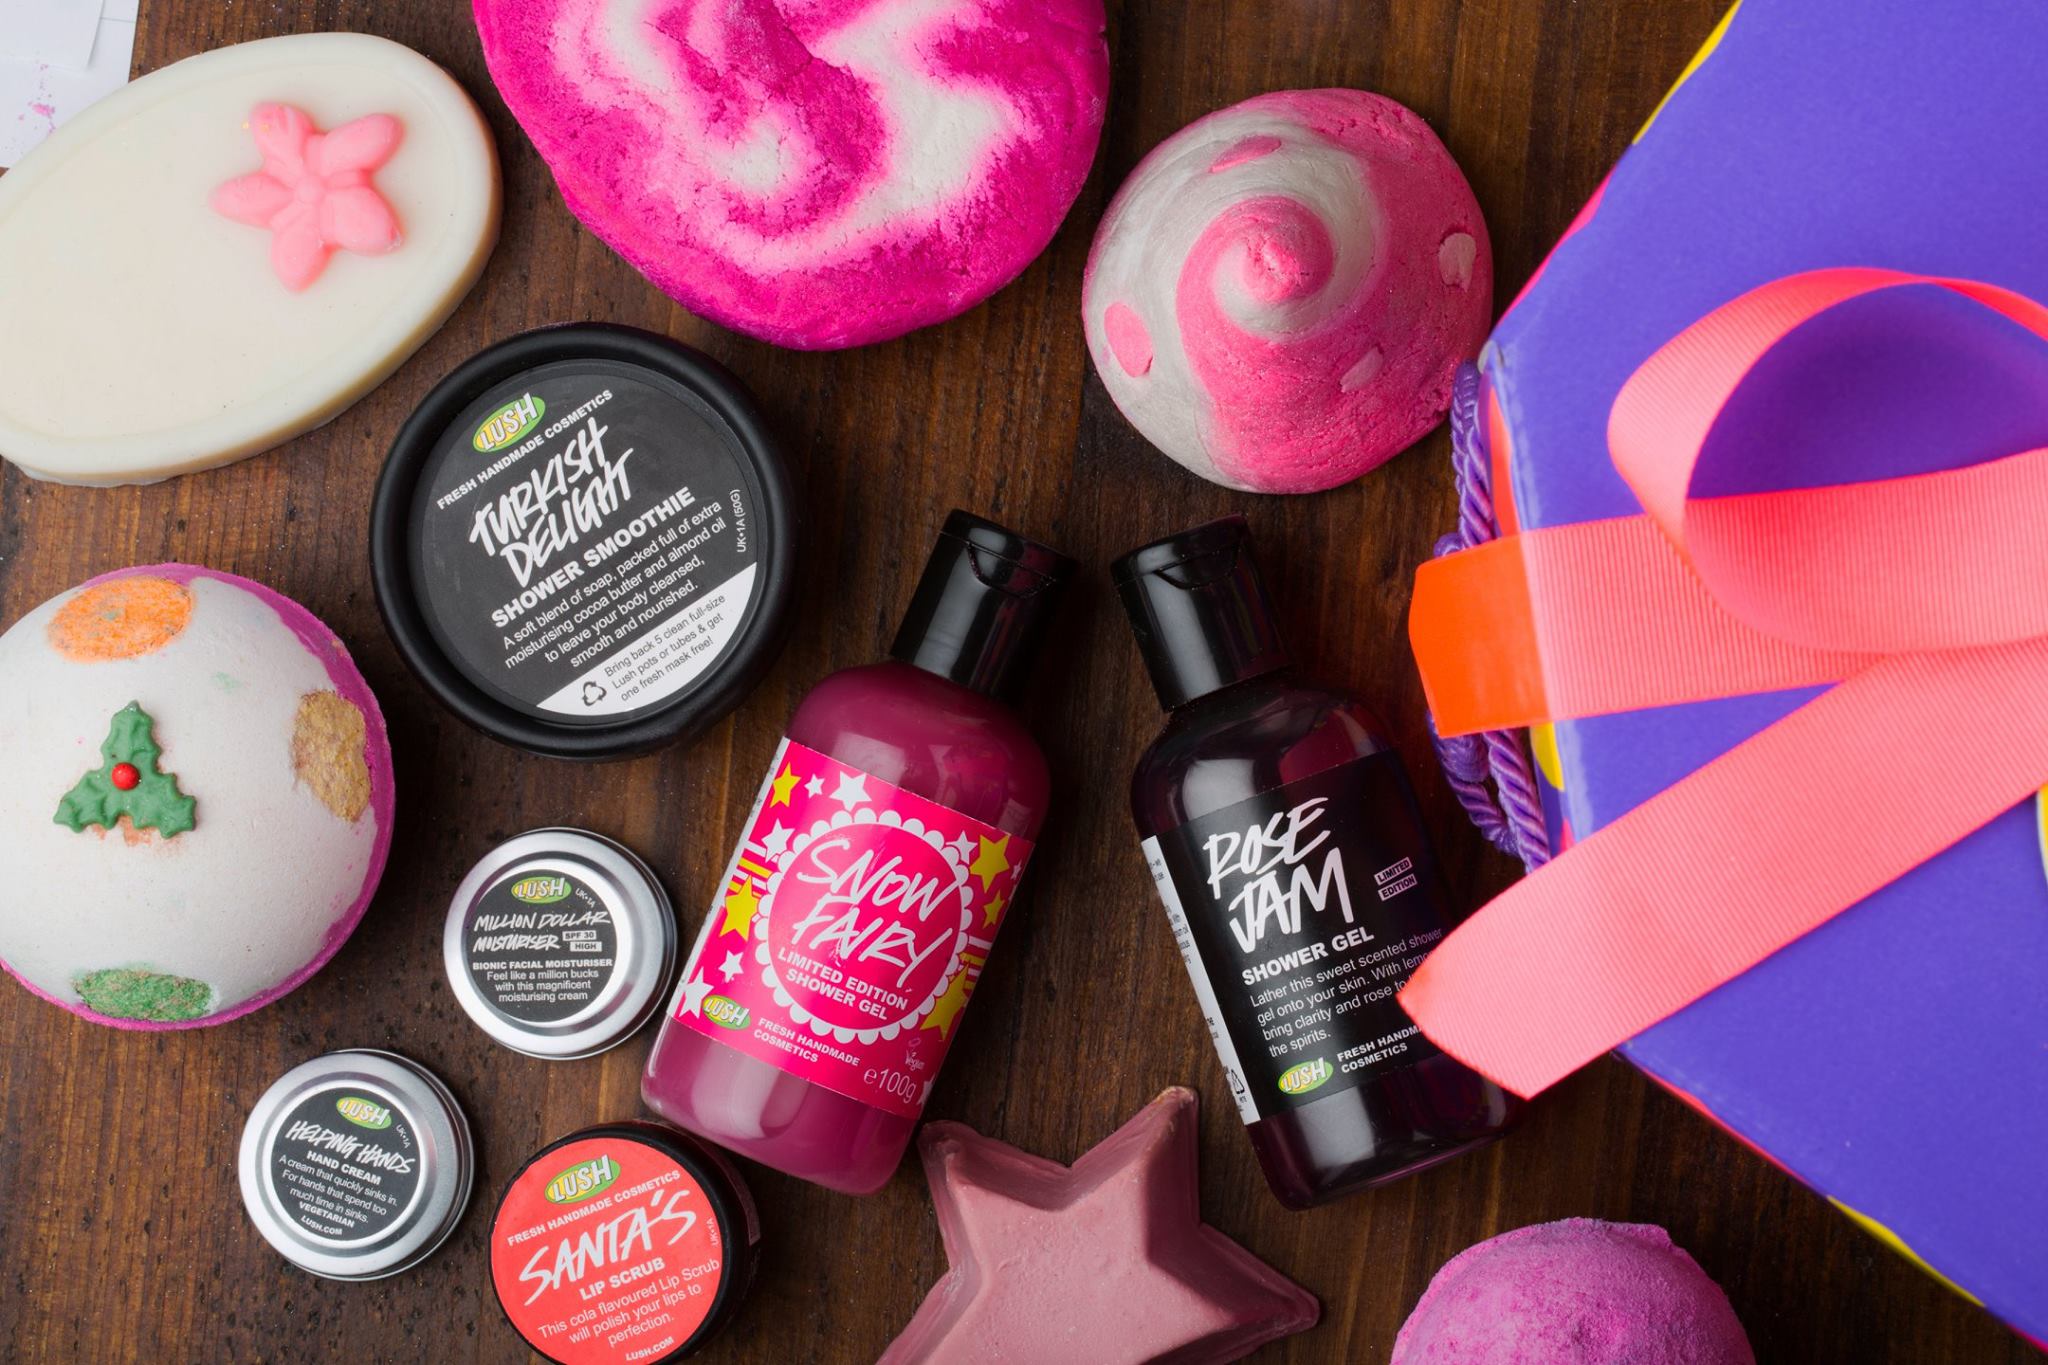 LUSH
FRESH HANDMADE COSMETICS
TURKISH
DELIGHT
SHOWER SMOOTHIE
A soft blend of soap, packed full of extra
moisturising cocoa butter and almond oil
to leave your body cleansed,
smooth and nourished.
UK•1A (50G)
Bring back 5 clean full-size
Lush pots or tubes & get
one fresh mask free!
SNOW
FAIRY
LIMITED EDITION
SHOWER GEL
LUSH
FRESH HANDMADE
COSMETICS
Vegan
e100g
ROSE
JAM
LIMITED
EDITION
SHOWER GEL
Lather this sweet scented shower
gel onto your skin. With
bring clarity and rose
the spirits.
LUSH
FRESH
COSMETICS
LUSH
UK•1A
MILLION DOLLAR
MOISTURISER SPF 30
HIGH
BIONIC FACIAL MOISTURISER
Feel like a million bucks
with this magnificent
moisturising cream
LUSH
UK•1A
HELPING HANDS
HAND CREAM
A cream that quickly sinks in.
For hands that spend too
much time in sinks.
VEGETARIAN
LUSH.COM
LUSH
FRESH HANDMADE COSMETICS
SANTA'S
LIP SCRUB
This cola flavoured Lip Scrub
will polish your lips to
perfection.
LUSH.COM
UK•1A